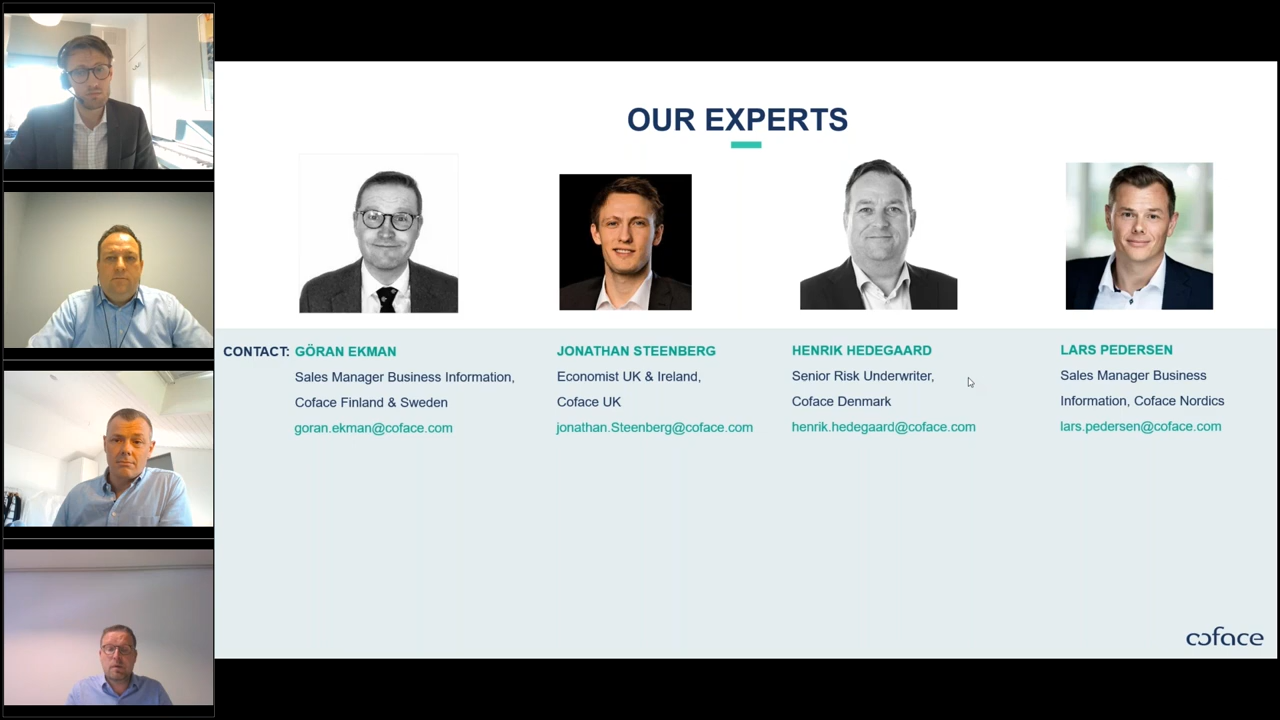 OUR EXPERTS
CONTACT: GÖRAN EKMAN
Sales Manager Business Information,
Coface Finland & Sweden
goran.ekman@coface.com
JONATHAN STEENBERG
Economist UK & Ireland,
Coface UK
jonathan.Steenberg@coface.com
HENRIK HEDEGAARD
Senior Risk Underwriter,
Coface Denmark
henrik.hedegaard@coface.com
LARS PEDERSEN
Sales Manager Business
Information, Coface Nordics
lars.pedersen@coface.com
coface